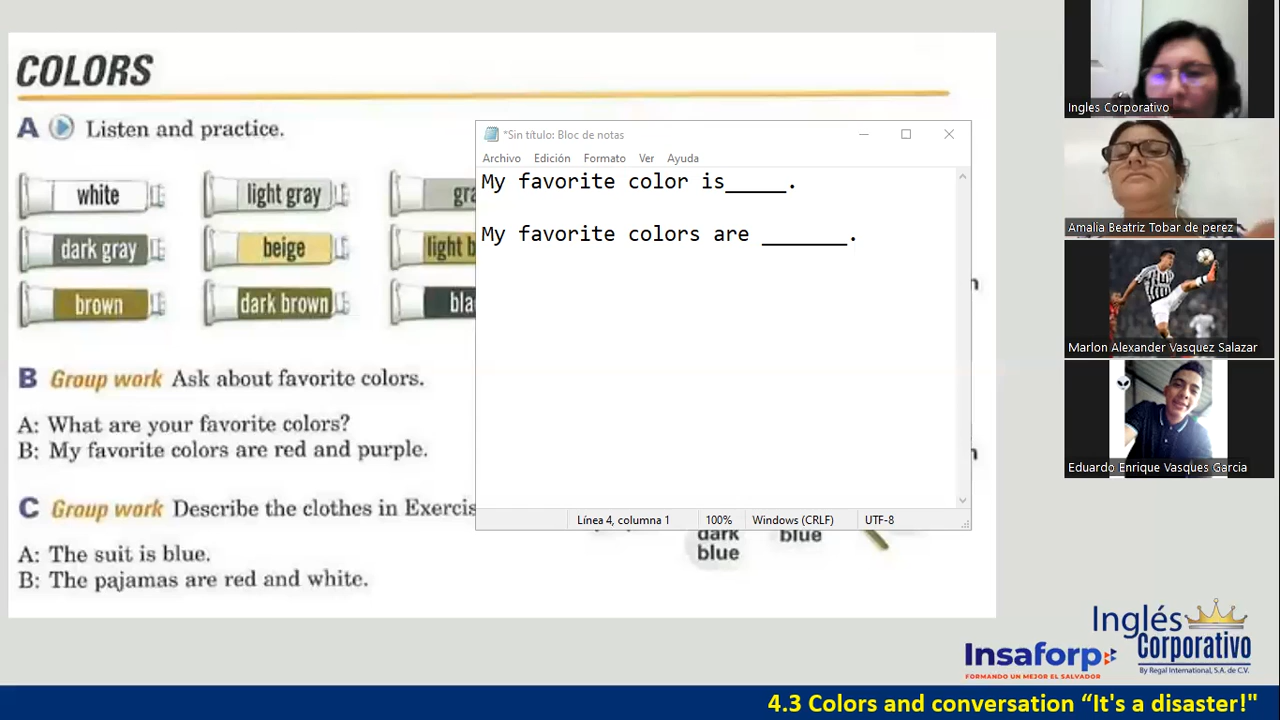 COLORS
A Listen and practice.
white light gray
dark gray beige
brown dark brown
B Group work Ask about favorite colors.
A: What are your favorite colors?
B: My favorite colors are red and purple.
C Group work Describe the clothes in
A: The suit is blue.
B: The pajamas are red and white.
dark
blue
blue
*Sin título: Bloc de notas
Archivo Edición Formato Ver Ayuda
My favorite color is_____.
My favorite colors are _______.
Línea 4, columna 1 100% Windows (CRLF) UTF-8
Ingles Corporativo
Amalia Beatriz Tobar de perez
Marlon Alexander Vasquez Salazar
Eduardo Enrique Vasques Garcia
Insaforp
FORMANDO UN MEJOR EL SALVADOR
Inglés
Corporativo
By Regal International, S.A. de C.V.
4.3 Colors and conversation “It's a disaster!"